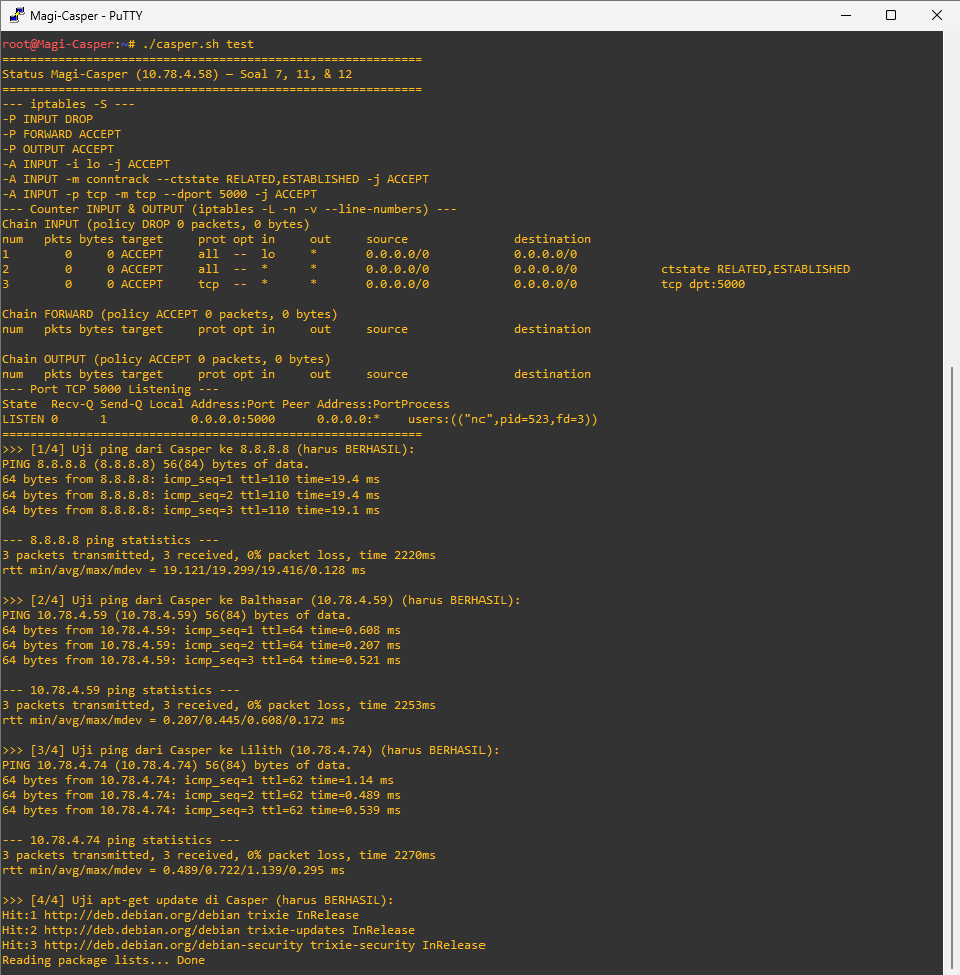 Magi-Casper - PuTTY
root@Magi-Casper:~# ./casper.sh test
============================================================
Status Magi-Casper (10.78.4.58) — Soal 7, 11, & 12
============================================================
--- iptables -S ---
-P INPUT DROP
-P FORWARD ACCEPT
-P OUTPUT ACCEPT
-A INPUT -i lo -j ACCEPT
-A INPUT -m conntrack --ctstate RELATED,ESTABLISHED -j ACCEPT
-A INPUT -p tcp -m tcp --dport 5000 -j ACCEPT
--- Counter INPUT & OUTPUT (iptables -L -n -v --line-numbers) ---
Chain INPUT (policy DROP 0 packets, 0 bytes)
num   pkts bytes target     prot opt in     out     source               destination
1        0     0 ACCEPT     all  --  lo     *       0.0.0.0/0            0.0.0.0/0
2        0     0 ACCEPT     all  --  *      *       0.0.0.0/0            0.0.0.0/0            ctstate RELATED,ESTABLISHED
3        0     0 ACCEPT     tcp  --  *      *       0.0.0.0/0            0.0.0.0/0            tcp dpt:5000
Chain FORWARD (policy ACCEPT 0 packets, 0 bytes)
num   pkts bytes target     prot opt in     out     source               destination
Chain OUTPUT (policy ACCEPT 0 packets, 0 bytes)
num   pkts bytes target     prot opt in     out     source               destination
--- Port TCP 5000 Listening ---
State  Recv-Q Send-Q Local Address:Port Peer Address:PortProcess
LISTEN 0      1            0.0.0.0:5000      0.0.0.0:*    users:(("nc",pid=523,fd=3))
============================================================
>>> [1/4] Uji ping dari Casper ke 8.8.8.8 (harus BERHASIL):
PING 8.8.8.8 (8.8.8.8) 56(84) bytes of data.
64 bytes from 8.8.8.8: icmp_seq=1 ttl=110 time=19.4 ms
64 bytes from 8.8.8.8: icmp_seq=2 ttl=110 time=19.4 ms
64 bytes from 8.8.8.8: icmp_seq=3 ttl=110 time=19.1 ms
--- 8.8.8.8 ping statistics ---
3 packets transmitted, 3 received, 0% packet loss, time 2220ms
rtt min/avg/max/mdev = 19.121/19.299/19.416/0.128 ms
>>> [2/4] Uji ping dari Casper ke Balthasar (10.78.4.59) (harus BERHASIL):
PING 10.78.4.59 (10.78.4.59) 56(84) bytes of data.
64 bytes from 10.78.4.59: icmp_seq=1 ttl=64 time=0.608 ms
64 bytes from 10.78.4.59: icmp_seq=2 ttl=64 time=0.207 ms
64 bytes from 10.78.4.59: icmp_seq=3 ttl=64 time=0.521 ms
--- 10.78.4.59 ping statistics ---
3 packets transmitted, 3 received, 0% packet loss, time 2253ms
rtt min/avg/max/mdev = 0.207/0.445/0.608/0.172 ms
>>> [3/4] Uji ping dari Casper ke Lilith (10.78.4.74) (harus BERHASIL):
PING 10.78.4.74 (10.78.4.74) 56(84) bytes of data.
64 bytes from 10.78.4.74: icmp_seq=1 ttl=62 time=1.14 ms
64 bytes from 10.78.4.74: icmp_seq=2 ttl=62 time=0.489 ms
64 bytes from 10.78.4.74: icmp_seq=3 ttl=62 time=0.539 ms
--- 10.78.4.74 ping statistics ---
3 packets transmitted, 3 received, 0% packet loss, time 2270ms
rtt min/avg/max/mdev = 0.489/0.722/1.139/0.295 ms
>>> [4/4] Uji apt-get update di Casper (harus BERHASIL):
Hit:1 http://deb.debian.org/debian trixie InRelease
Hit:2 http://deb.debian.org/debian trixie-updates InRelease
Hit:3 http://deb.debian.org/debian-security trixie-security InRelease
Reading package lists... Done